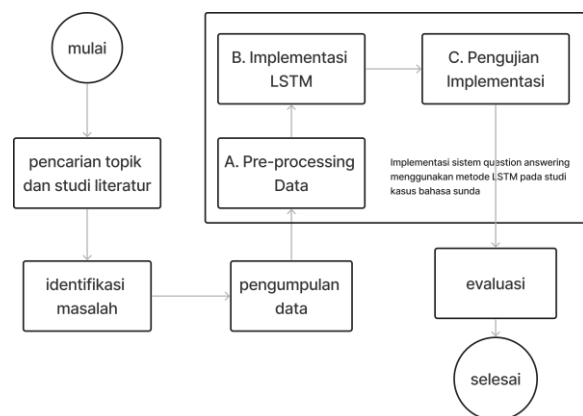 mulai
pencarian topik
dan studi literatur
identifikasi
masalah
pengumpulan
data
A. Pre-processing
Data
B. Implementasi
LSTM
C. Pengujian
Implementasi
Implementasi sistem question answering
menggunakan metode LSTM pada studi
kasus bahasa sunda
evaluasi
selesai